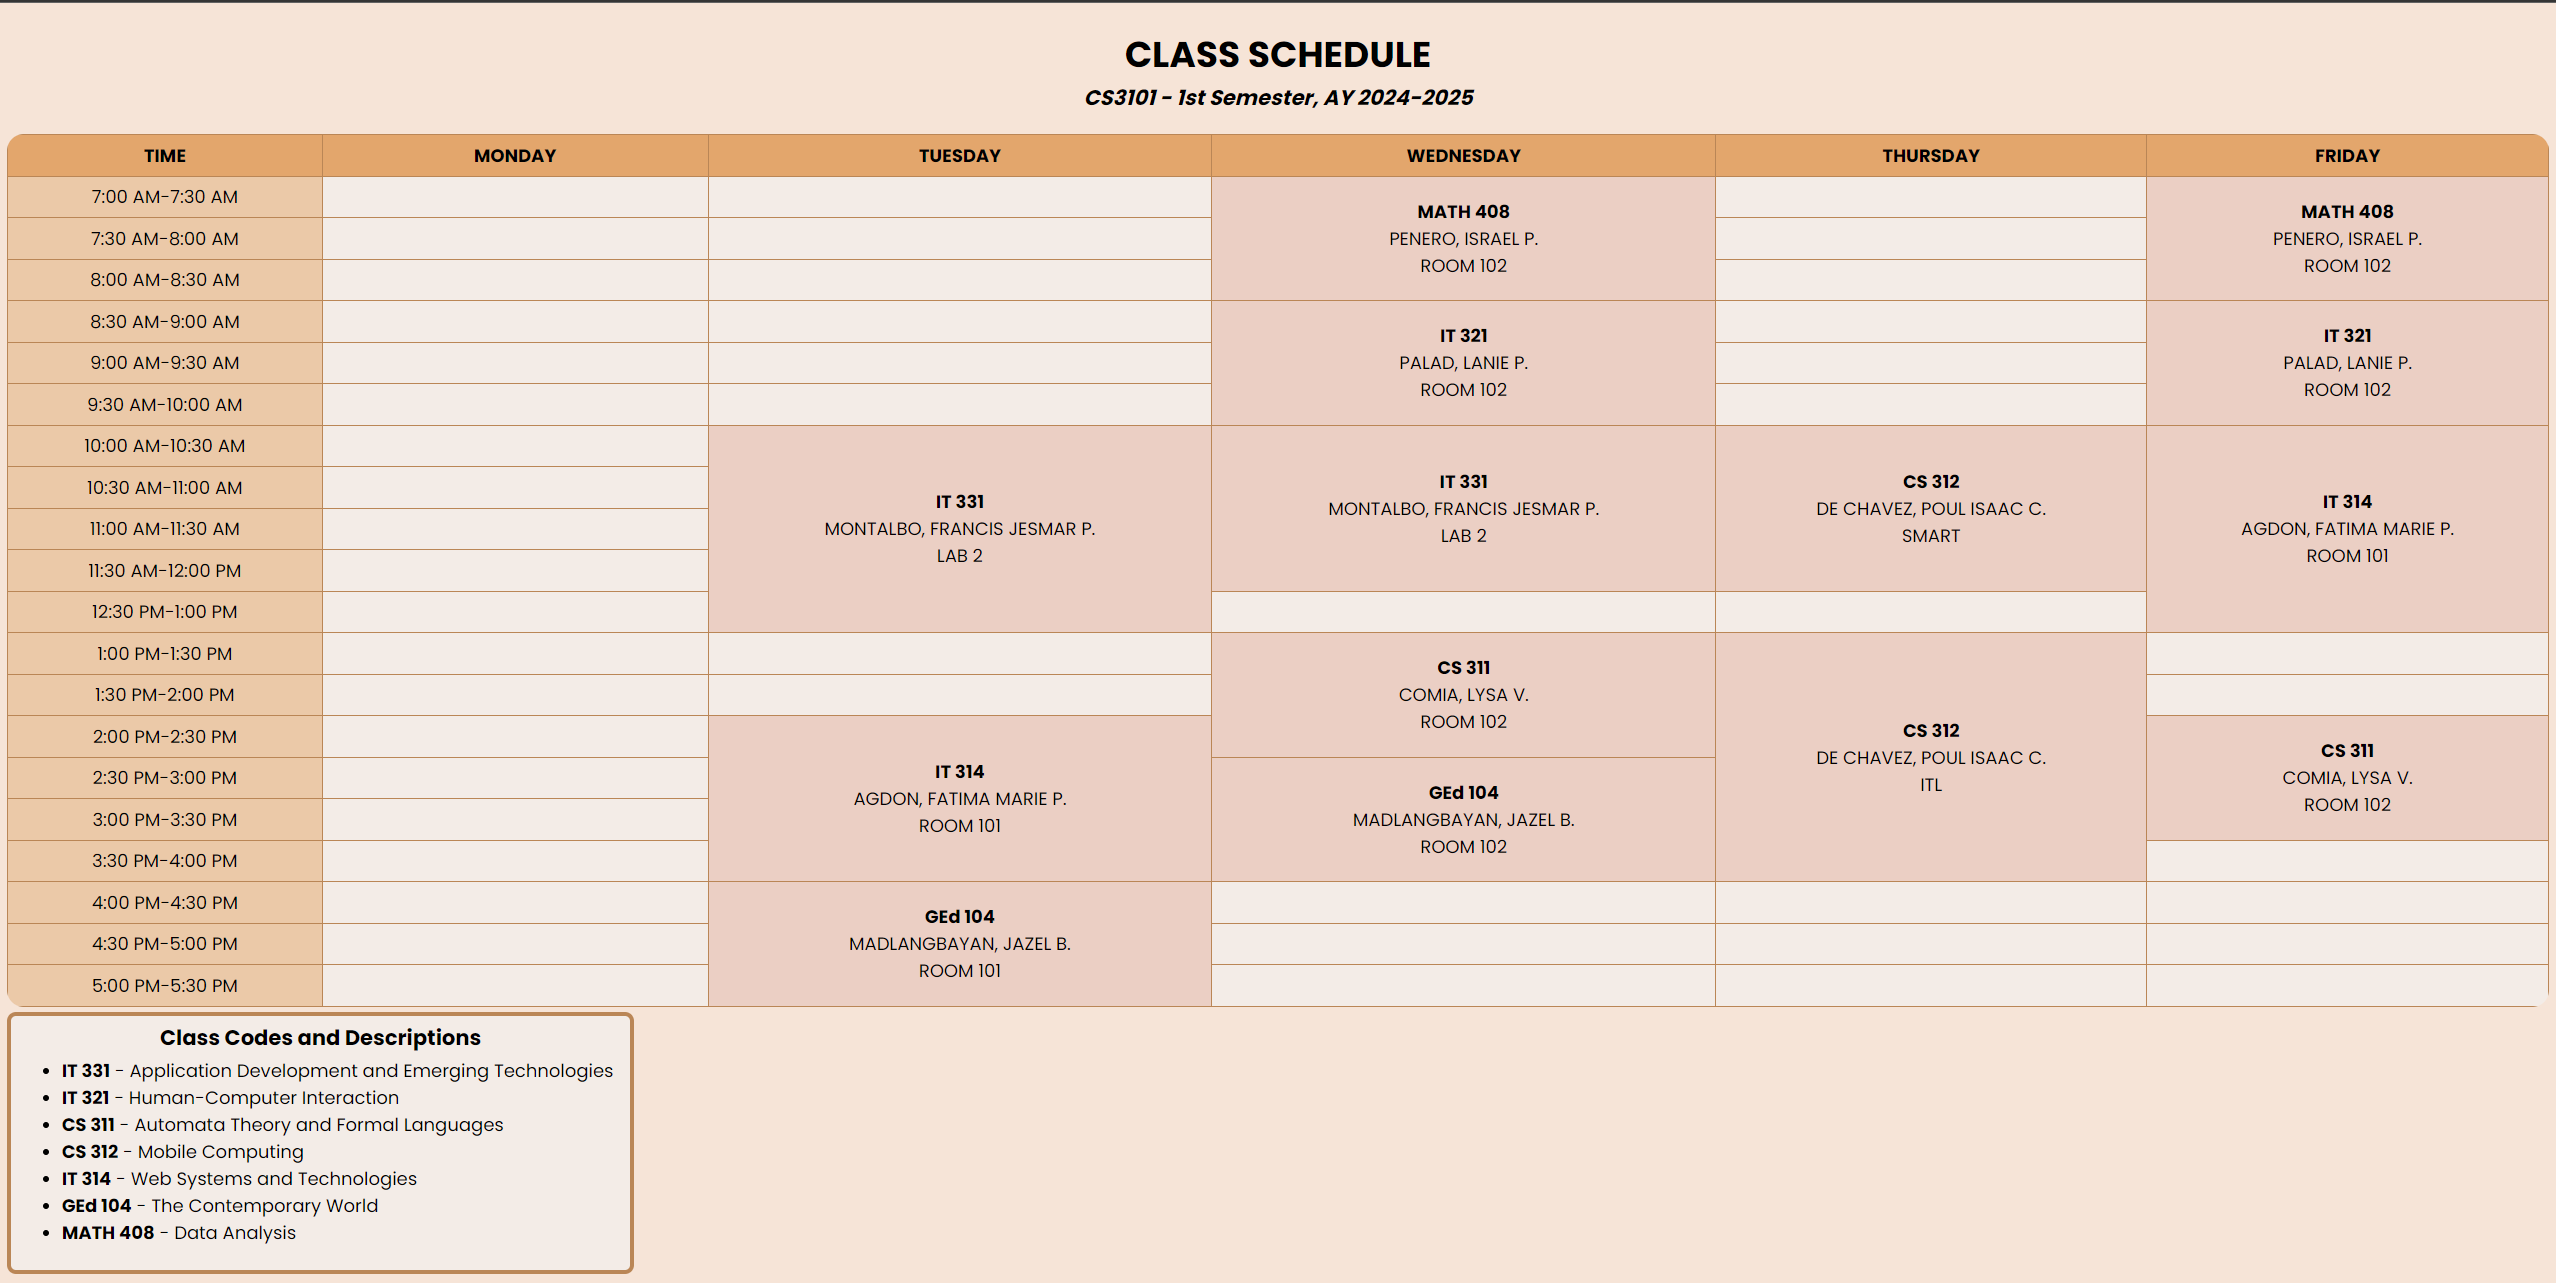 CLASS SCHEDULE
CS3101 - 1st Semester, AY 2024-2025
TIME MONDAY TUESDAY WEDNESDAY THURSDAY FRIDAY
7:00 AM-7:30 AM
7:30 AM-8:00 AM
8:00 AM-8:30 AM
MATH 408
PENERO, ISRAEL P.
ROOM 102
MATH 408
PENERO, ISRAEL P.
ROOM 102
8:30 AM-9:00 AM
9:00 AM-9:30 AM
9:30 AM-10:00 AM
IT 321
PALAD, LANIE P.
ROOM 102
IT 321
PALAD, LANIE P.
ROOM 102
10:00 AM-10:30 AM
10:30 AM-11:00 AM
11:00 AM-11:30 AM
11:30 AM-12:00 PM
12:30 PM-1:00 PM
IT 331
MONTALBO, FRANCIS JESMAR P.
LAB 2
IT 331
MONTALBO, FRANCIS JESMAR P.
LAB 2
CS 312
DE CHAVEZ, POUL ISAAC C.
SMART
IT 314
AGDON, FATIMA MARIE P.
ROOM 101
1:00 PM-1:30 PM
1:30 PM-2:00 PM
2:00 PM-2:30 PM
2:30 PM-3:00 PM
3:00 PM-3:30 PM
3:30 PM-4:00 PM
IT 314
AGDON, FATIMA MARIE P.
ROOM 101
CS 311
COMIA, LYSA V.
ROOM 102
GEd 104
MADLANGBAYAN, JAZEL B.
ROOM 102
CS 312
DE CHAVEZ, POUL ISAAC C.
ITL
CS 311
COMIA, LYSA V.
ROOM 102
4:00 PM-4:30 PM
4:30 PM-5:00 PM
5:00 PM-5:30 PM
GEd 104
MADLANGBAYAN, JAZEL B.
ROOM 101
Class Codes and Descriptions
• IT 331 - Application Development and Emerging Technologies
• IT 321 - Human-Computer Interaction
• CS 311 - Automata Theory and Formal Languages
• CS 312 - Mobile Computing
• IT 314 - Web Systems and Technologies
• GEd 104 - The Contemporary World
• MATH 408 - Data Analysis